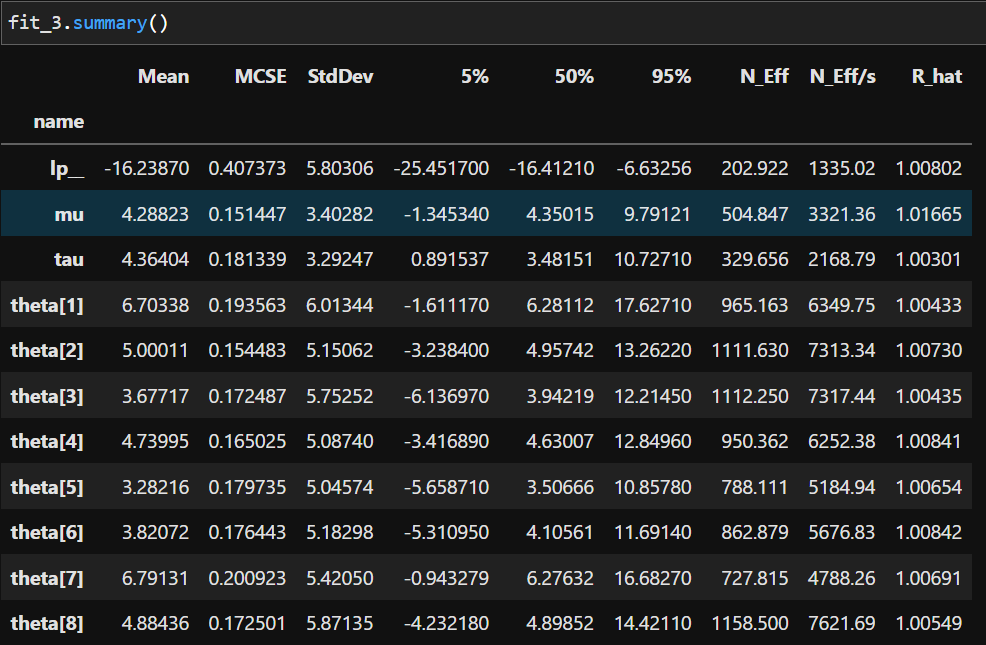 fit_3.summary()
Mean MCSE StdDev 5% 50% 95% N_Eff N_Eff/s R_hat
name
lp__ -16.23870 0.407373 5.80306 -25.451700 -16.41210 -6.63256 202.922 1335.02 1.00802
mu 4.28823 0.151447 3.40282 -1.345340 4.35015 9.79121 504.847 3321.36 1.01665
tau 4.36404 0.181339 3.29247 0.891537 3.48151 10.72710 329.656 2168.79 1.00301
theta[1] 6.70338 0.193563 6.01344 -1.611170 6.28112 17.62710 965.163 6349.75 1.00433
theta[2] 5.00011 0.154483 5.15062 -3.238400 4.95742 13.26220 1111.630 7313.34 1.00730
theta[3] 3.67717 0.172487 5.75252 -6.136970 3.94219 12.21450 1112.250 7317.44 1.00435
theta[4] 4.73995 0.165025 5.08740 -3.416890 4.63007 12.84960 950.362 6252.38 1.00841
theta[5] 3.28216 0.179735 5.04574 -5.658710 3.50666 10.85780 788.111 5184.94 1.00654
theta[6] 3.82072 0.176443 5.18298 -5.310950 4.10561 11.69140 862.879 5676.83 1.00842
theta[7] 6.79131 0.200923 5.42050 -0.943279 6.27632 16.68270 727.815 4788.26 1.00691
theta[8] 4.88436 0.172501 5.87135 -4.232180 4.89852 14.42110 1158.500 7621.69 1.00549